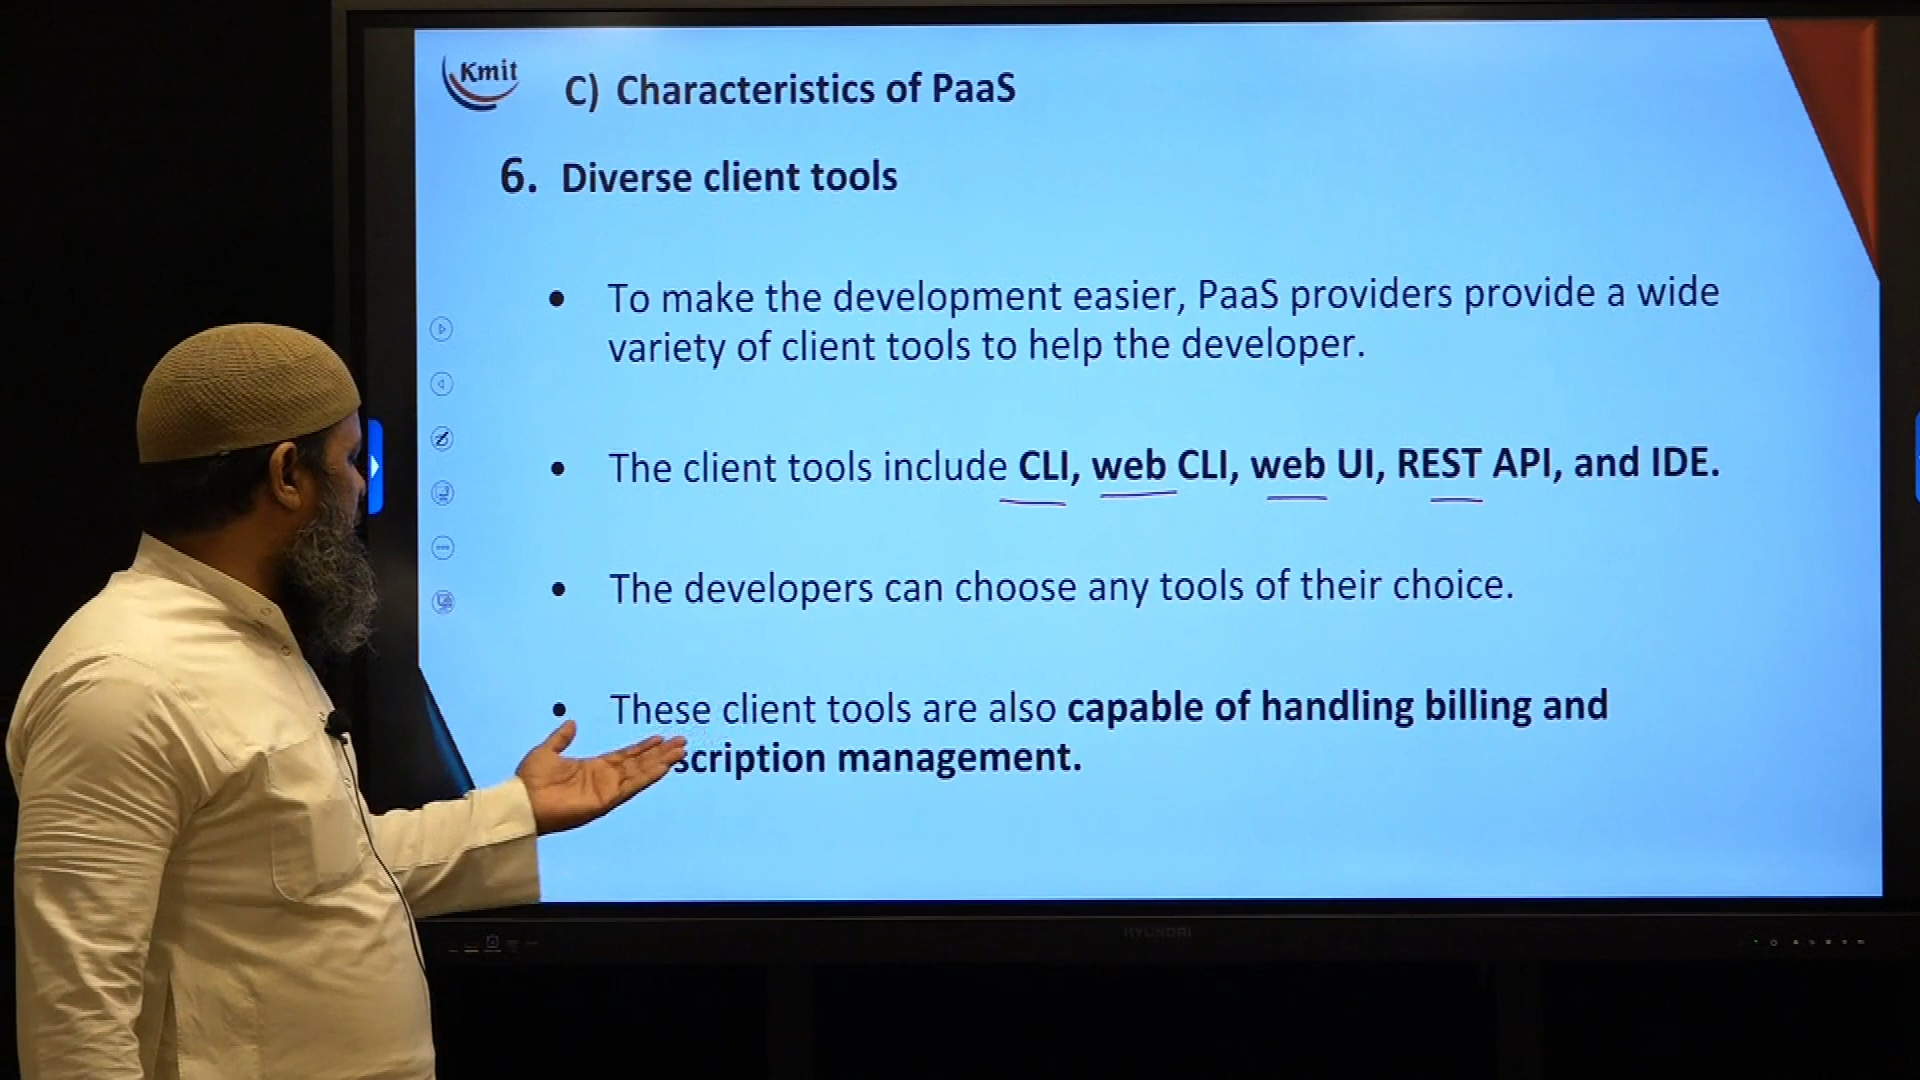 Kmit
C) Characteristics of PaaS
6. Diverse client tools
• To make the development easier, PaaS providers provide a wide
variety of client tools to help the developer.
• The client tools include CLI, web CLI, web UI, REST API, and IDE.
• The developers can choose any tools of their choice.
• These client tools are also capable of handling billing and
scription management.
HYUNDAI